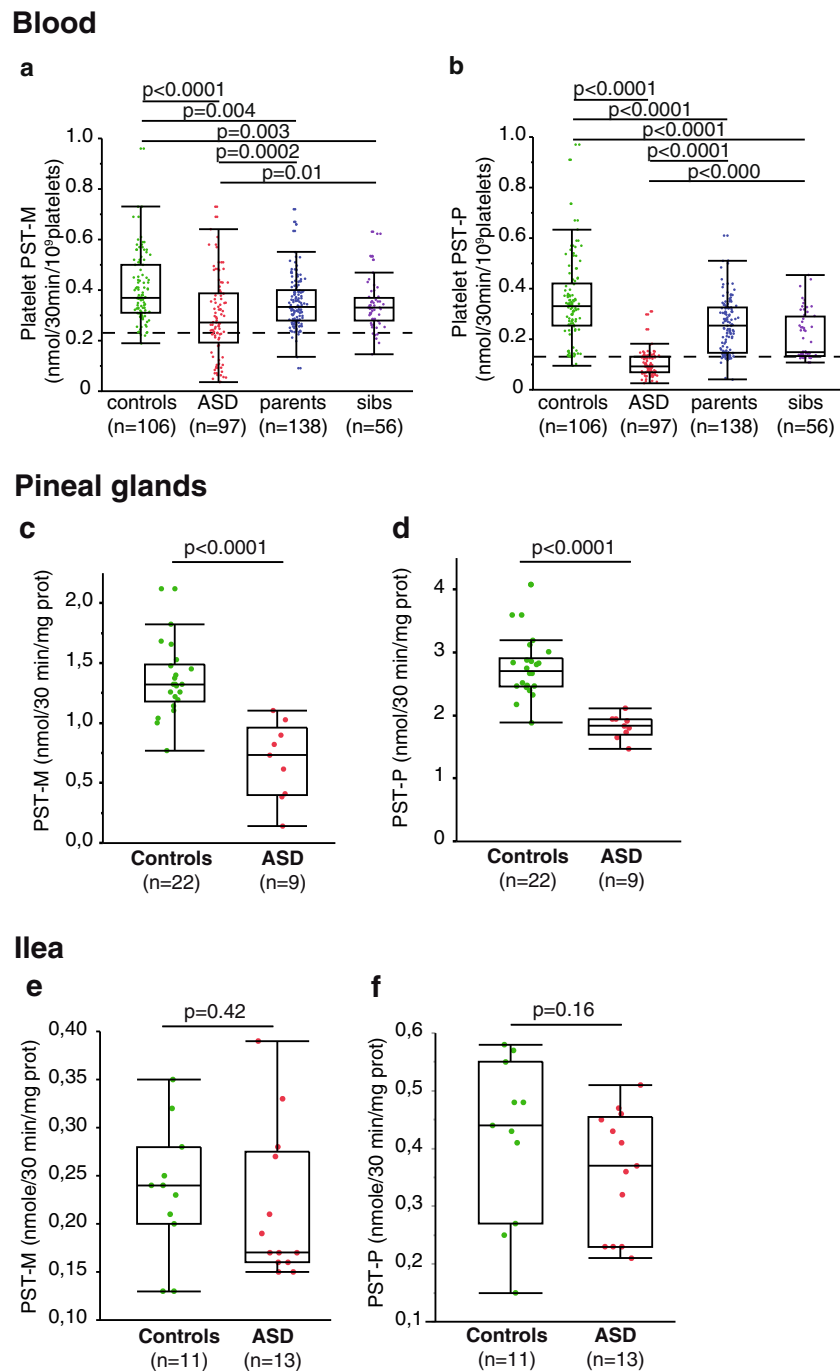 Blood
a
p<0.0001
p=0.004
p=0.003
p=0.0002
p=0.01
Platelet PST-M
(nmol/30min/10⁹platelets)
1.0
0.8
0.6
0.4
0.2
0
controls
(n=106)
ASD
(n=97)
parents
(n=138)
sibs
(n=56)
b
p<0.0001
p<0.0001
p<0.0001
p<0.0001
p<0.000
Platelet PST-P
(nmol/30min/10⁹platelets)
1.0
0.8
0.6
0.4
0.2
0
controls
(n=106)
ASD
(n=97)
parents
(n=138)
sibs
(n=56)
Pineal glands
c
p<0.0001
PST-M (nmol/30 min/mg prot)
2,0
1,5
1,0
0,5
0,0
Controls
(n=22)
ASD
(n=9)
d
p<0.0001
PST-P (nmol/30 min/mg prot)
4
3
2
1
0
Controls
(n=22)
ASD
(n=9)
Ilea
e
p=0.42
PST-M (nmole/30 min/mg prot)
0,40
0,35
0,30
0,25
0,20
0,15
0,10
Controls
(n=11)
ASD
(n=13)
f
p=0.16
PST-P (nmole/30 min/mg prot)
0,6
0,5
0,4
0,3
0,2
0,1
Controls
(n=11)
ASD
(n=13)